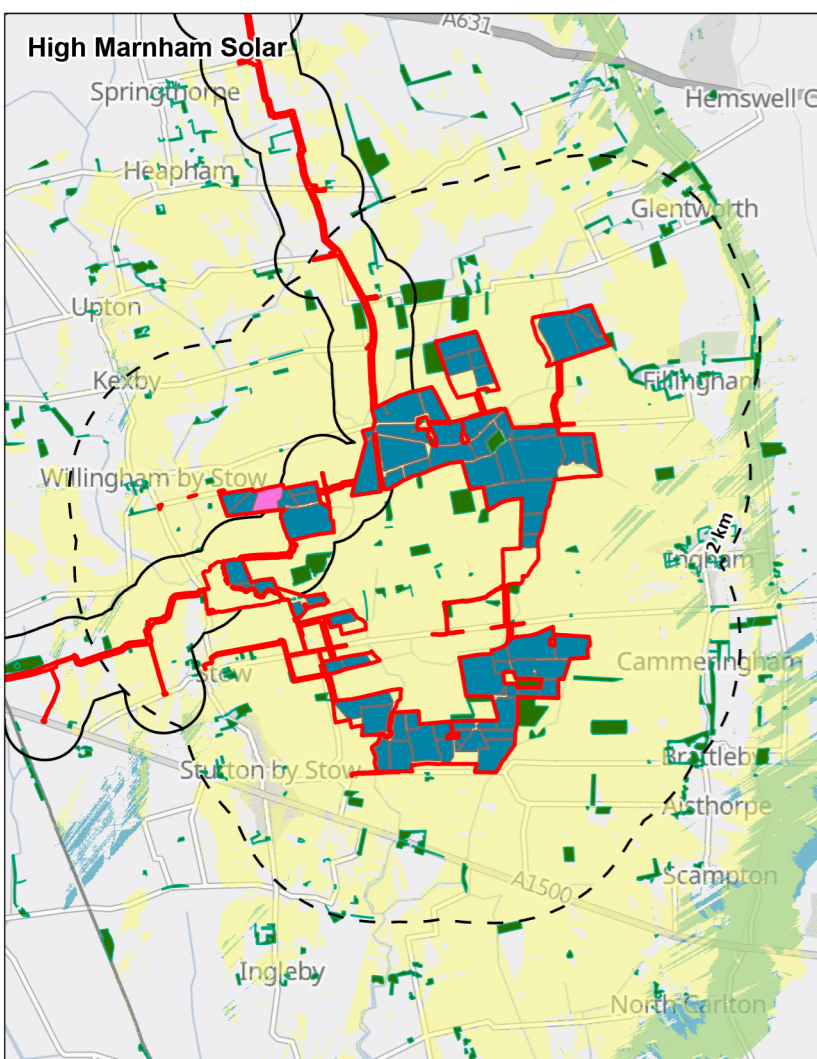 A631
High Marnham Solar
Springthorpe
Hemswell C
Heapham
Glentworth
Upton
Kexby
Fillingham
Willingham by Stow
2 km
Ingham
Cammeringham
Stow
Brattleby
Sturton by Stow
Aisthorpe
Scampton
A1500
Ingleby
North Carlton